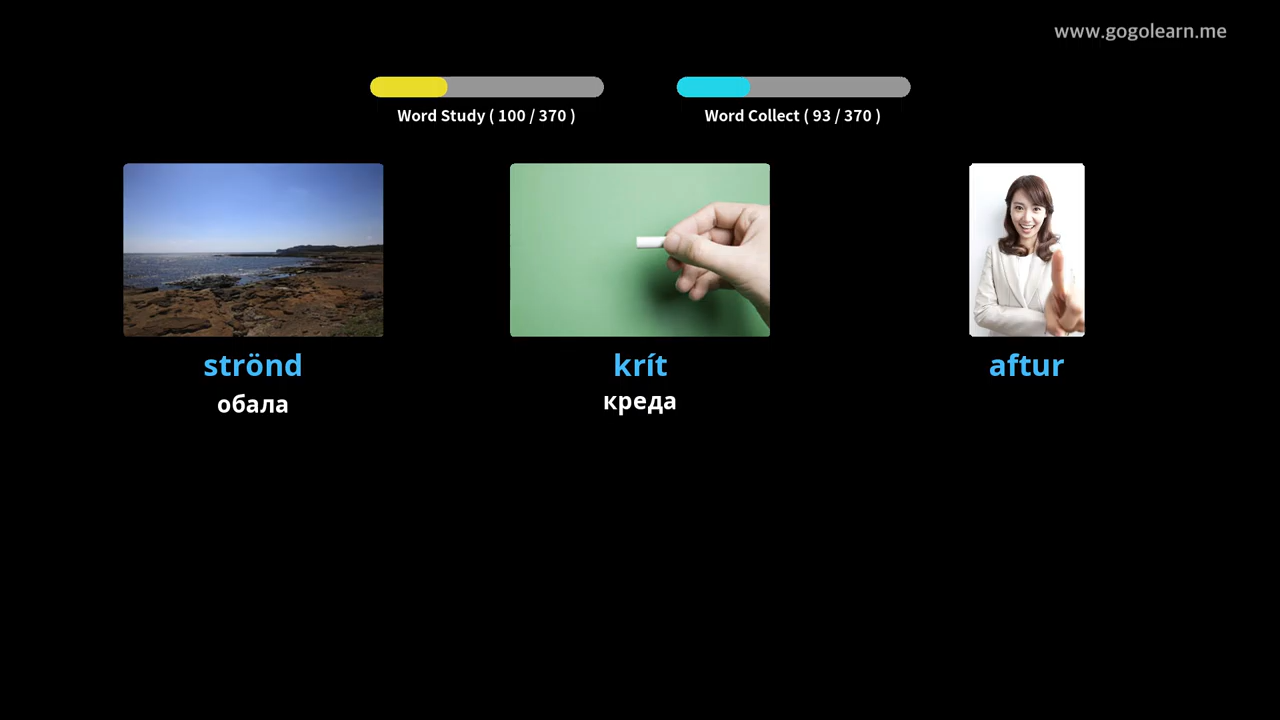 www.gogolearn.me
Word Study ( 100 / 370 )
Word Collect ( 93 / 370 )
strönd
krít
aftur
обала
креда